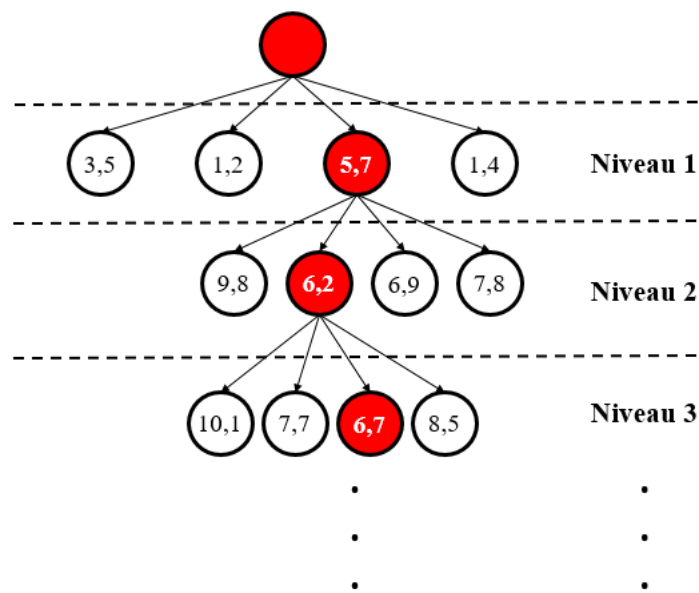 3,5 1,2 5,7 1,4 Niveau 1
9,8 6,2 6,9 7,8 Niveau 2
10,1 7,7 6,7 8,5 Niveau 3